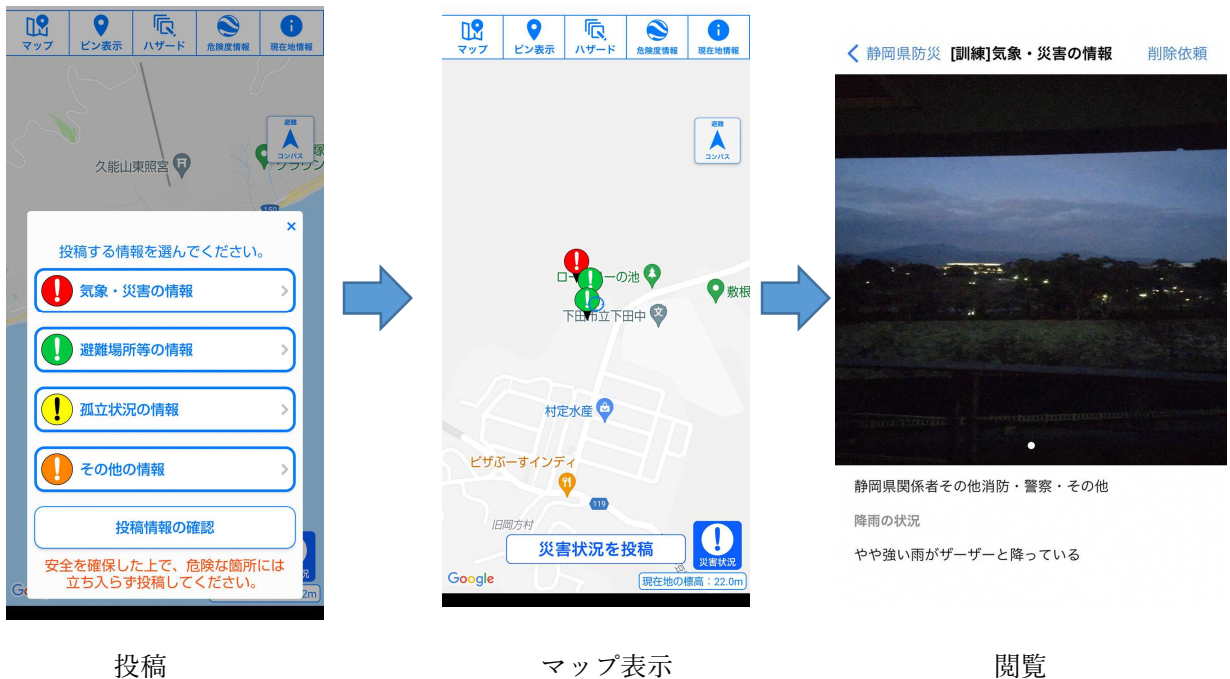 マップ
ピン表示
ハザード
危険度情報
現在地情報
避難
コンパス
久能山東照宮
150
×
投稿する情報を選んでください。
気象・災害の情報
避難場所等の情報
孤立状況の情報
その他の情報
投稿情報の確認
安全を確保した上で、危険な箇所には
立ち入らず投稿してください。
マップ
ピン表示
ハザード
危険度情報
現在地情報
避難
コンパス
の池
敷根
下田市立下田中
村定水産
ピザぶーすインディ
119
旧岡方村
災害状況を投稿
災害状況
Google
現在地の標高：22.0m
静岡県防災 [訓練]気象・災害の情報 削除依頼
静岡県関係者その他消防・警察・その他
降雨の状況
やや強い雨がザーザーと降っている
投稿
マップ表示
閲覧